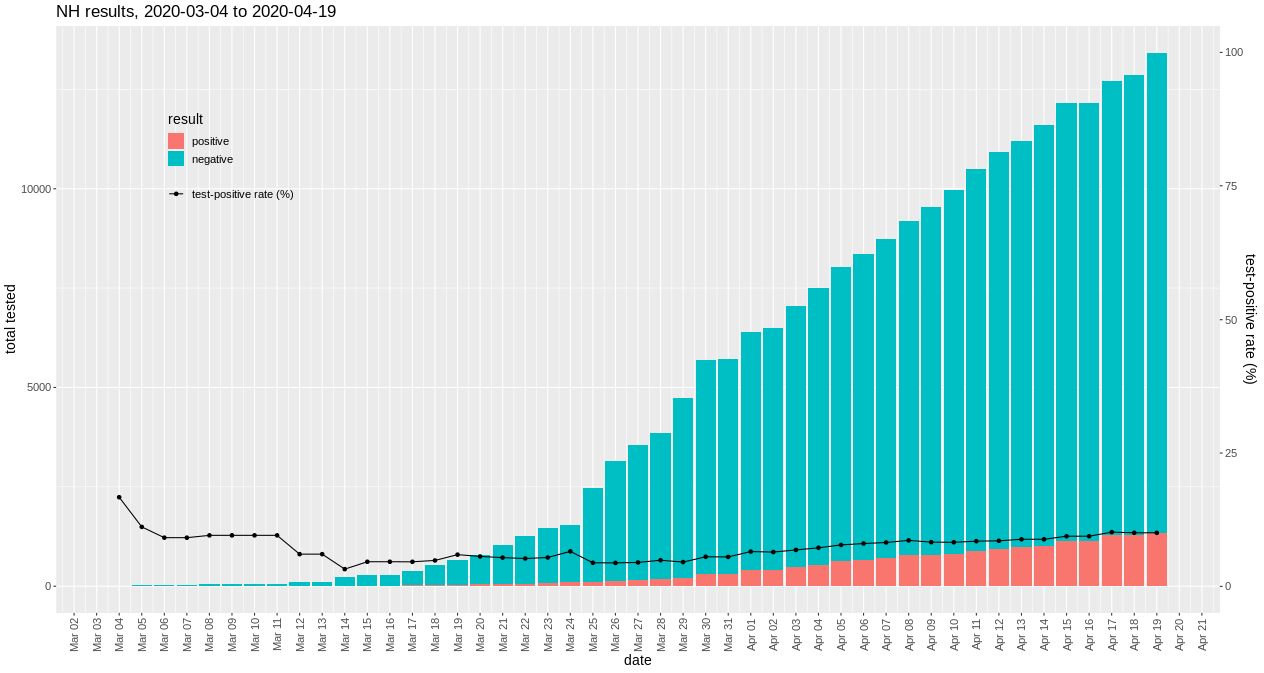 NH results, 2020-03-04 to 2020-04-19
result
positive
negative
test-positive rate (%)
total tested
10000
5000
0
100
75
50
25
0
test-positive rate (%)
Mar 02
Mar 03
Mar 04
Mar 05
Mar 06
Mar 07
Mar 08
Mar 09
Mar 10
Mar 11
Mar 12
Mar 13
Mar 14
Mar 15
Mar 16
Mar 17
Mar 18
Mar 19
Mar 20
Mar 21
Mar 22
Mar 23
Mar 24
Mar 25
Mar 26
Mar 27
Mar 28
Mar 29
Mar 30
Mar 31
Apr 01
Apr 02
Apr 03
Apr 04
Apr 05
Apr 06
Apr 07
Apr 08
Apr 09
Apr 10
Apr 11
Apr 12
Apr 13
Apr 14
Apr 15
Apr 16
Apr 17
Apr 18
Apr 19
Apr 20
Apr 21
date